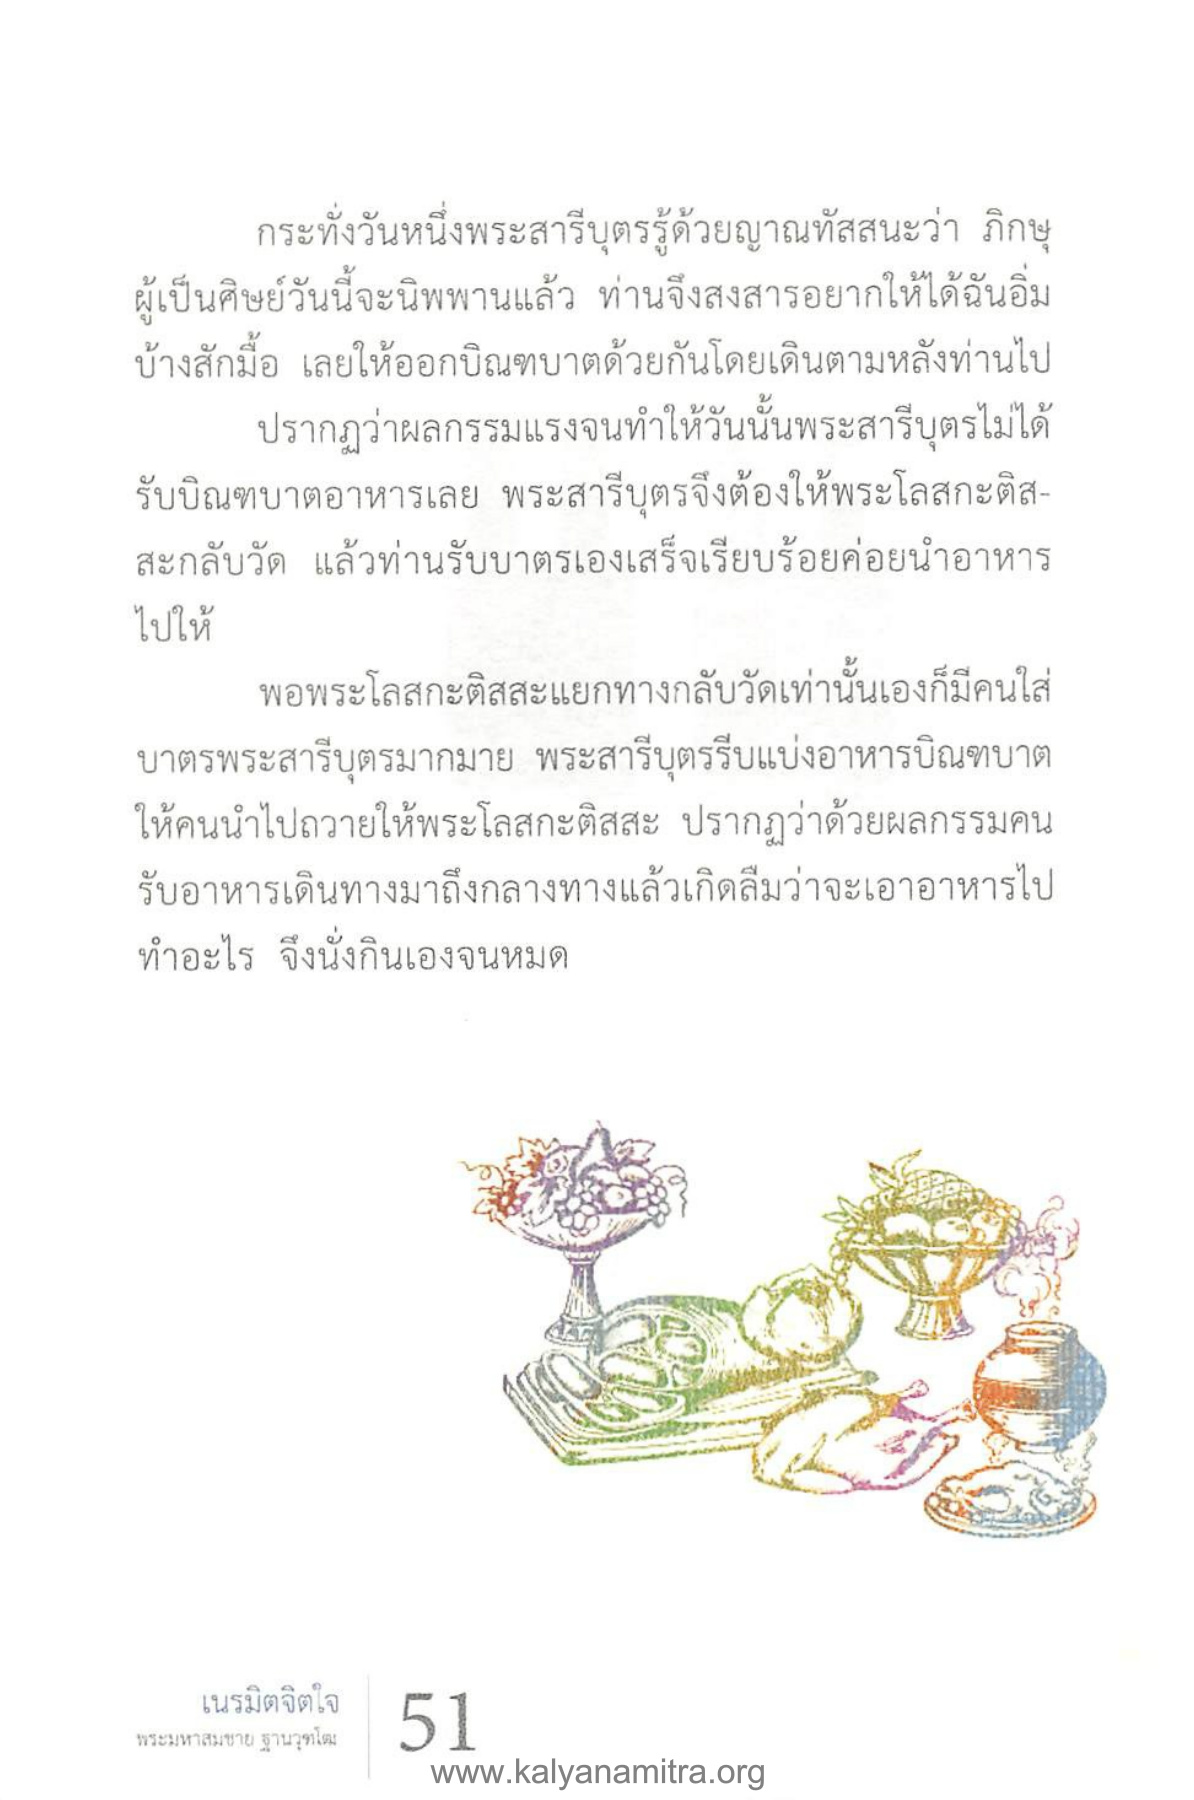 กระทั่งวันหนึ่งพระสารีบุตรรู้ด้วยญาณทัสสนะว่า ภิกษุ
ผู้เป็นศิษย์วันนี้จะนิพพานแล้ว ท่านจึงสงสารอยากให้ได้ฉันอิ่ม
บ้างสักมื้อ เลยให้ออกบิณฑบาตด้วยกันโดยเดินตามหลังท่านไป
ปรากฏว่าผลกรรมแรงจนทำให้วันนั้นพระสารีบุตรไม่ได้
รับบิณฑบาตอาหารเลย พระสารีบุตรจึงต้องให้พระโลสกะติส-
สะกลับวัด แล้วท่านรับบาตรเองเสร็จเรียบร้อยค่อยนำอาหาร
ไปให้
พอพระโลสกะติสสะแยกทางกลับวัดเท่านั้นเองก็มีคนใส่
บาตรพระสารีบุตรมากมาย พระสารีบุตรรีบแบ่งอาหารบิณฑบาต
ให้คนนำไปถวายให้พระโลสกะติสสะ ปรากฏว่าด้วยผลกรรมคน
รับอาหารเดินทางมาถึงกลางทางแล้วเกิดลืมว่าจะเอาอาหารไป
ทำอะไร จึงนั่งกินเองจนหมด
เนรมิตจิตใจ
พระมหาสมชาย ฐานวุฑฺโฒ
51
www.kalyanamitra.org